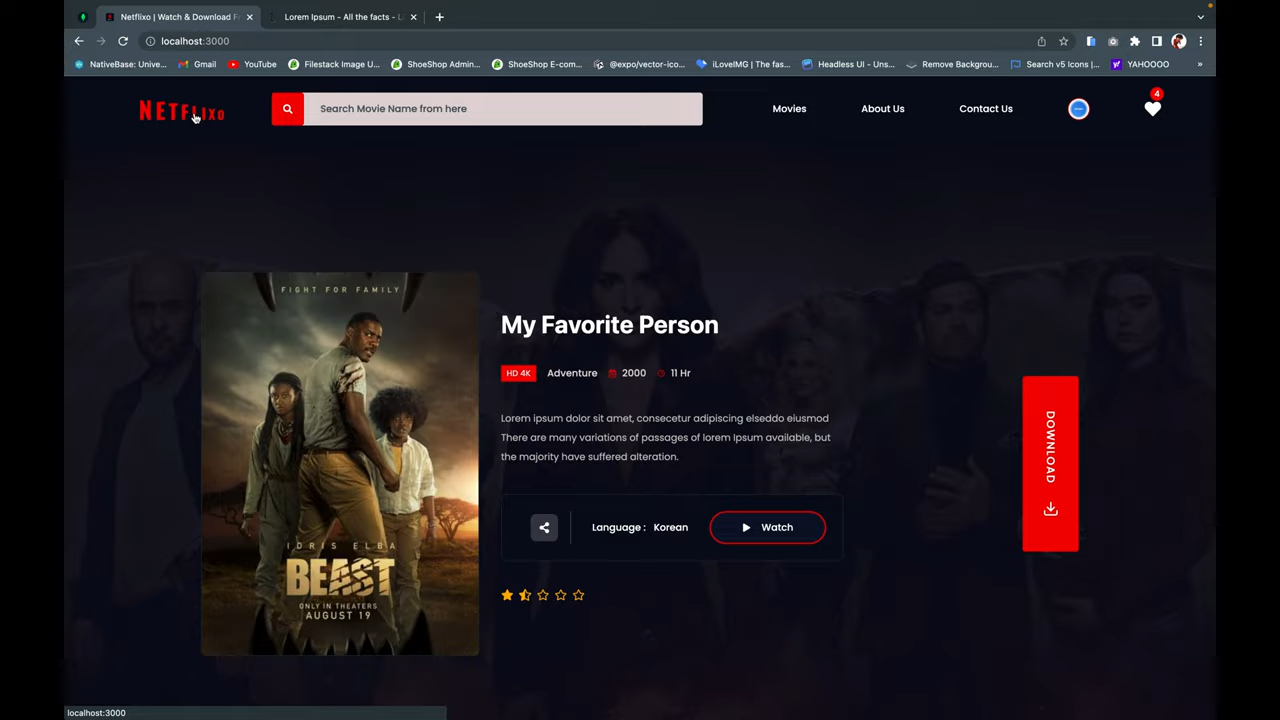 Netflixo | Watch & Download F
Lorem Ipsum - All the facts - L
localhost:3000
NativeBase: Unive...
Gmail
YouTube
Filestack Image U...
ShoeShop Admin...
ShoeShop E-com...
@expo/vector-ico...
iLoveIMG | The fas...
Headless UI - Uns...
Remove Backgrou...
Search v5 Icons |...
YAHOOOO
»
NETFLIXO
Search Movie Name from here
Movies
About Us
Contact Us
4
FIGHT FOR FAMILY
IDRIS ELBA
BEAST
ONLY IN THEATERS
AUGUST 19
My Favorite Person
HD 4K
Adventure
2000
11 Hr
Lorem ipsum dolor sit amet, consecetur adipiscing elseddo eiusmod
There are many variations of passages of lorem Ipsum available, but
the majority have suffered alteration.
Language : Korean
Watch
DOWNLOAD
localhost:3000